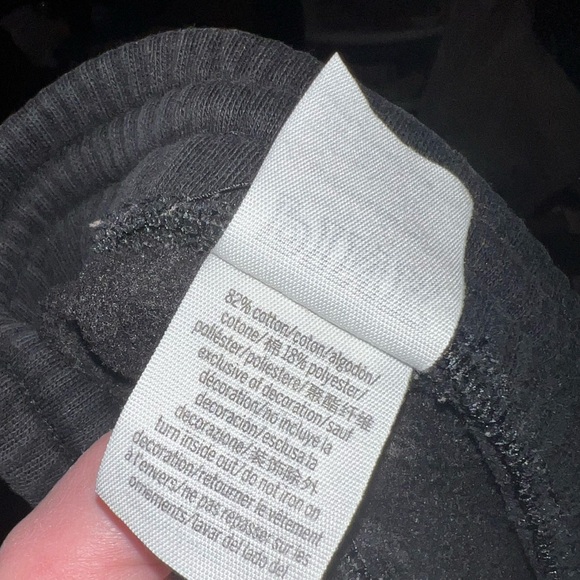 82% cotton/coton/algodón/
cotone/棉 18% polyester/
poliéster/poliestere/聚酯纤维
exclusive of decoration/sauf
décoration/no incluye la
decoración/esclusa la
decorazione/装饰除外
turn inside out/do not iron on
decoration/retourner le vêtement
à l'envers/ne pas repasser sur les
ornements/lavar del lado del